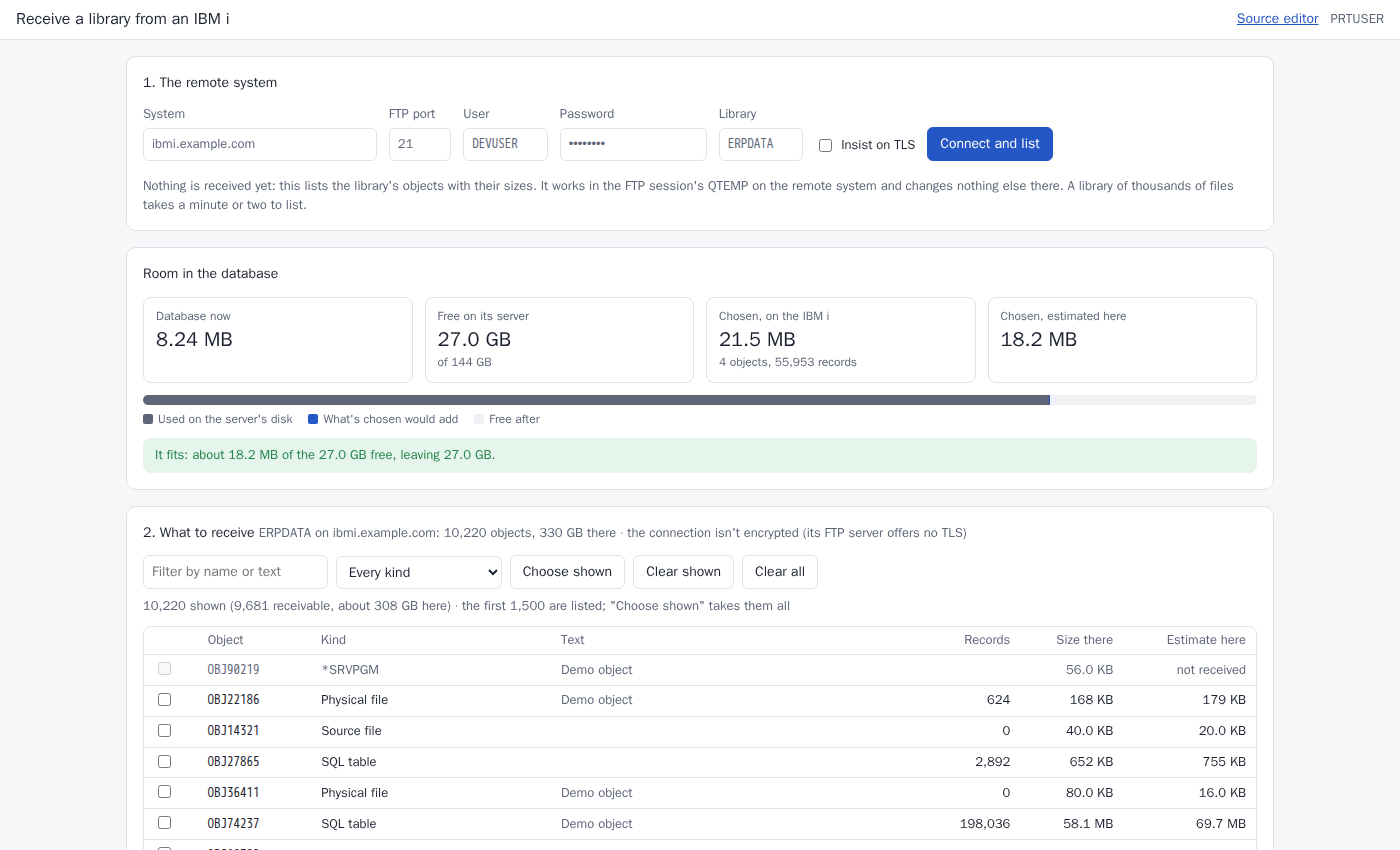 Receive a library from an IBM i
Source editor PRTUSER
1. The remote system
System FTP port User Password Library
ibmi.example.com 21 DEVUSER •••••••• ERPDATA Insist on TLS Connect and list
Nothing is received yet: this lists the library's objects with their sizes. It works in the FTP session's QTEMP on the remote system and changes nothing else there. A library of thousands of files
takes a minute or two to list.
Room in the database
Database now
8.24 MB
Free on its server
27.0 GB
of 144 GB
Chosen, on the IBM i
21.5 MB
4 objects, 55,953 records
Chosen, estimated here
18.2 MB
Used on the server's disk What's chosen would add Free after
It fits: about 18.2 MB of the 27.0 GB free, leaving 27.0 GB.
2. What to receive ERPDATA on ibmi.example.com: 10,220 objects, 330 GB there · the connection isn't encrypted (its FTP server offers no TLS)
Filter by name or text Every kind Choose shown Clear shown Clear all
10,220 shown (9,681 receivable, about 308 GB here) · the first 1,500 are listed; "Choose shown" takes them all
Object Kind Text Records Size there Estimate here
OBJ90219 *SRVPGM Demo object 56.0 KB not received
OBJ22186 Physical file Demo object 624 168 KB 179 KB
OBJ14321 Source file 0 40.0 KB 20.0 KB
OBJ27865 SQL table 2,892 652 KB 755 KB
OBJ36411 Physical file Demo object 0 80.0 KB 16.0 KB
OBJ74237 SQL table Demo object 198,036 58.1 MB 69.7 MB